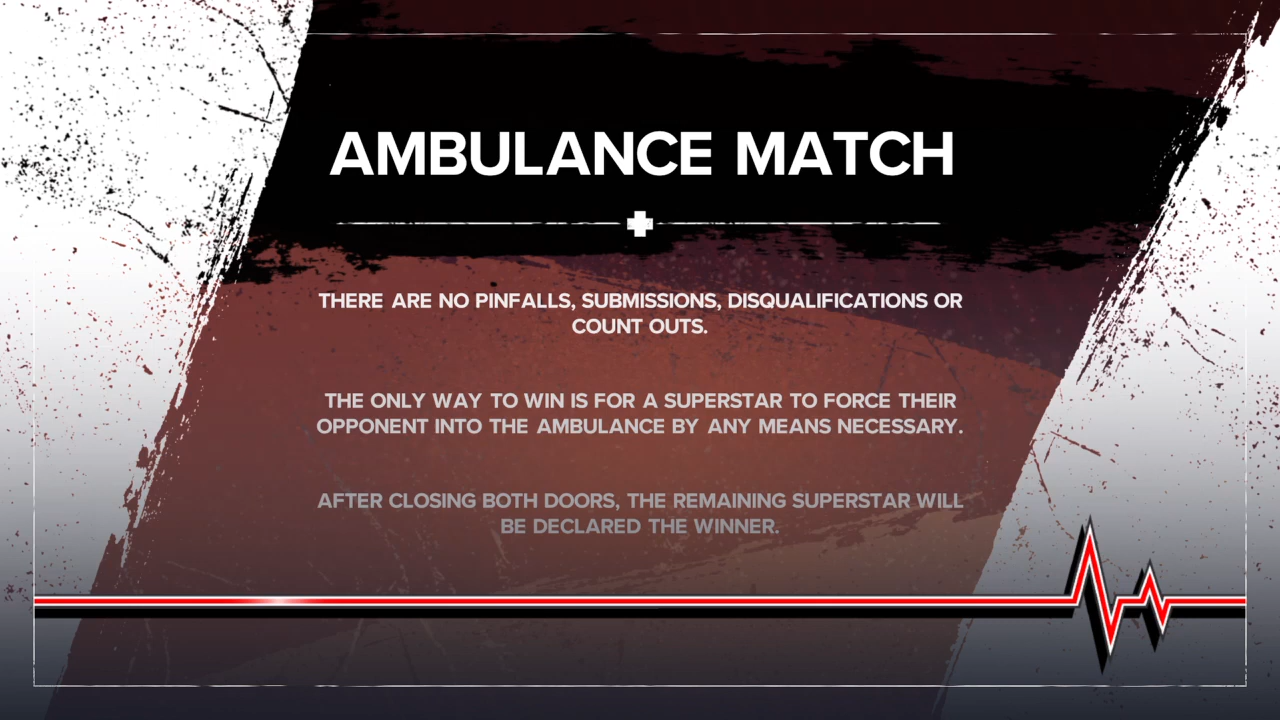 AMBULANCE MATCH
THERE ARE NO PINFALLS, SUBMISSIONS, DISQUALIFICATIONS OR
COUNT OUTS.
THE ONLY WAY TO WIN IS FOR A SUPERSTAR TO FORCE THEIR
OPPONENT INTO THE AMBULANCE BY ANY MEANS NECESSARY.
AFTER CLOSING BOTH DOORS, THE REMAINING SUPERSTAR WILL
BE DECLARED THE WINNER.